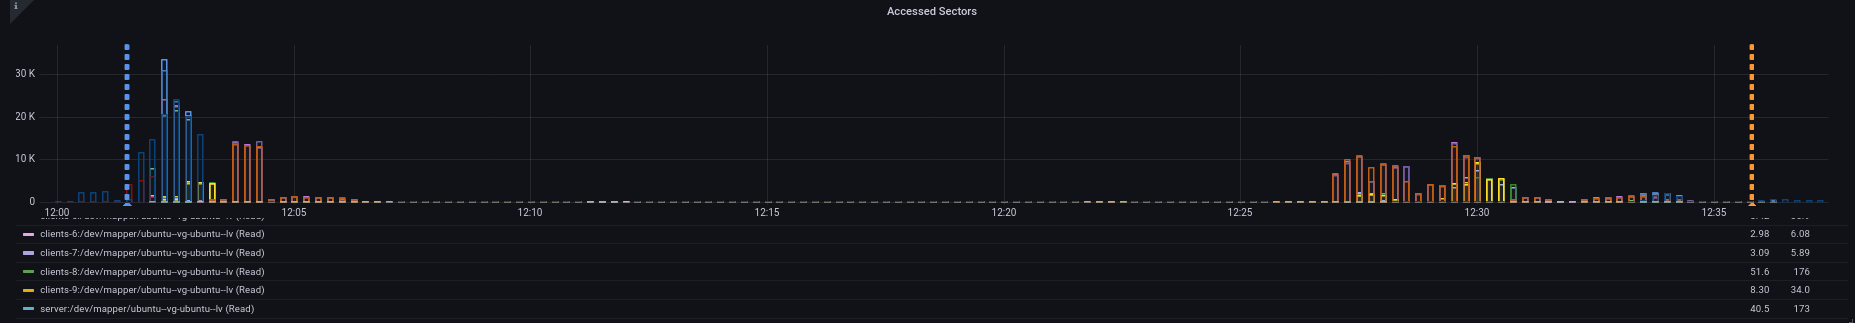 i
Accessed Sectors
30 K
20 K
10 K
0
12:00 12:05 12:10 12:15 12:20 12:25 12:30 12:35
clients-6:/dev/mapper/ubuntu--vg-ubuntu--lv (Read) 2.98 6.08
clients-7:/dev/mapper/ubuntu--vg-ubuntu--lv (Read) 3.09 5.89
clients-8:/dev/mapper/ubuntu--vg-ubuntu--lv (Read) 51.6 176
clients-9:/dev/mapper/ubuntu--vg-ubuntu--lv (Read) 8.30 34.0
server:/dev/mapper/ubuntu--vg-ubuntu--lv (Read) 40.5 173